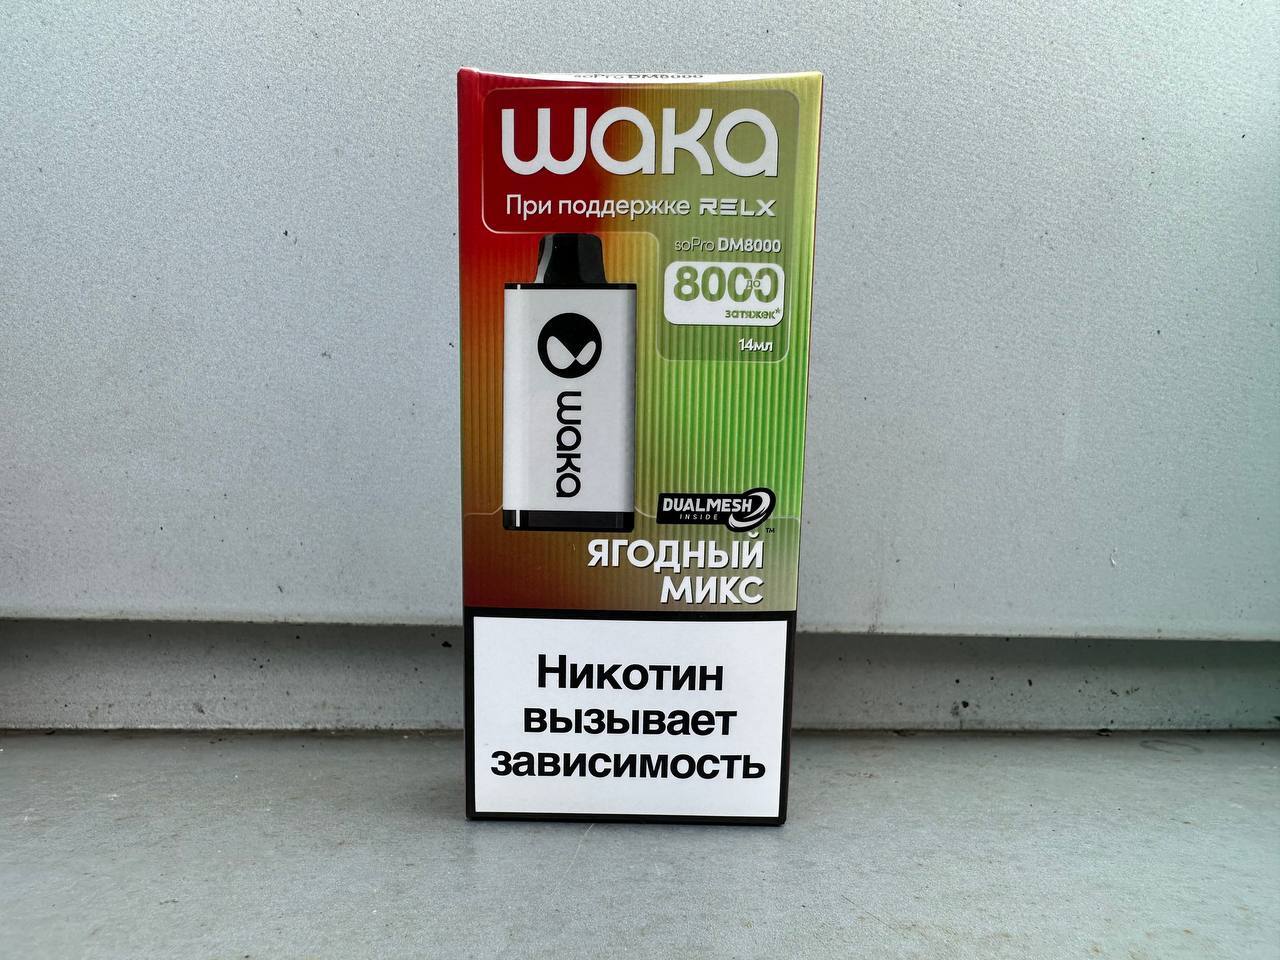 soPro DM8000
waka
При поддержке RELX
soPro DM8000
до
8000
затяжек*
14мл
waka
DUALMESH
INSIDE
TM
ЯГОДНЫЙ
МИКС
Никотин
вызывает
зависимость